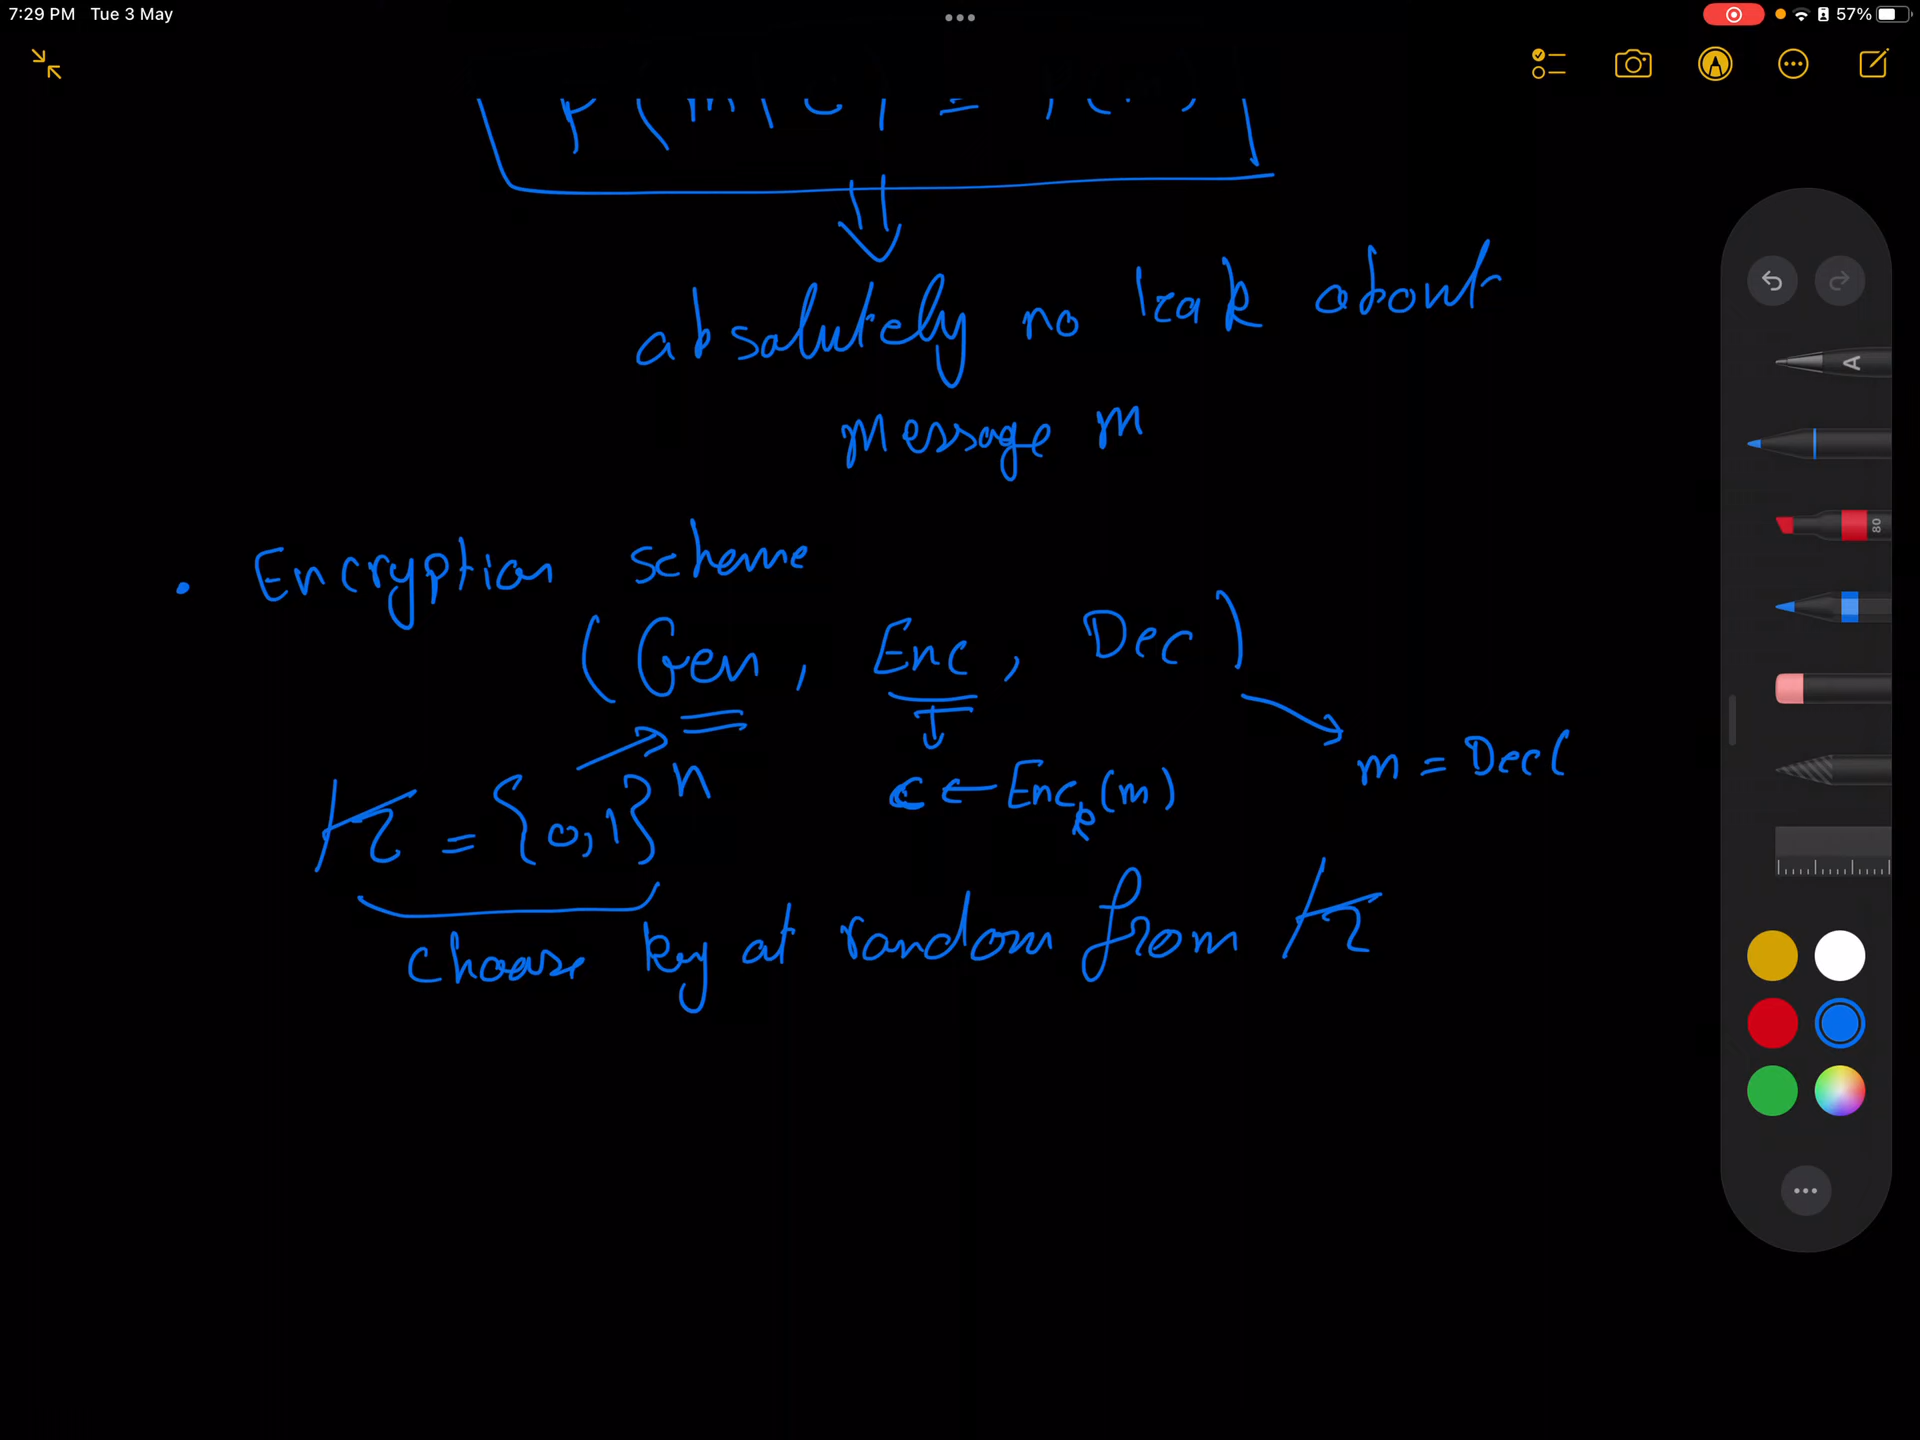 7:29 PM Tue 3 May
57%
p(m|c) =
absolutely no leak about
message m
• Encryption scheme
(Gen, Enc, Dec)
K = {0,1}^n
c ← Enc_k(m)
m = Dec(
choose key at random from K
A
80